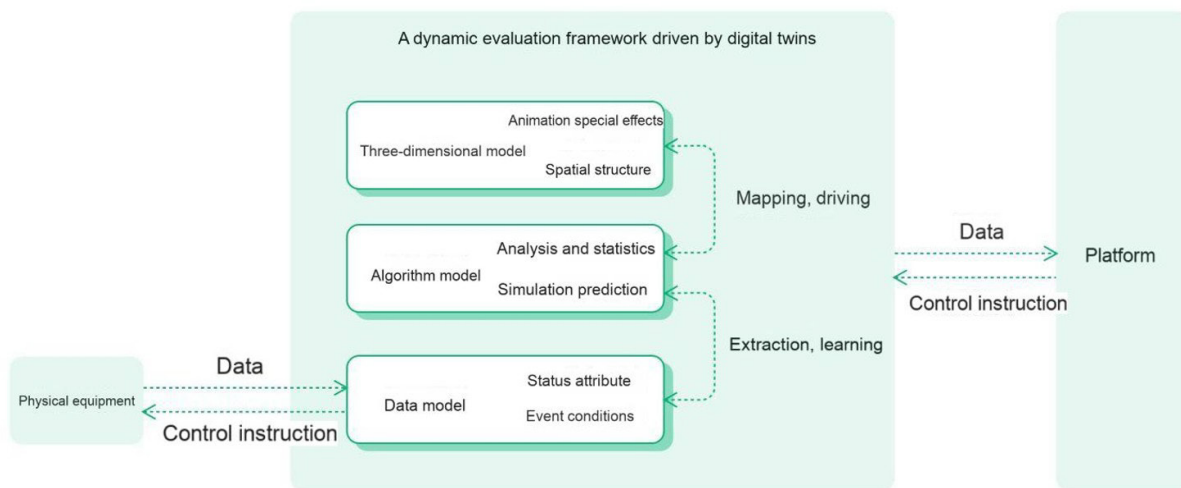 A dynamic evaluation framework driven by digital twins
Animation special effects
Three-dimensional model
Spatial structure
Mapping, driving
Analysis and statistics
Algorithm model
Simulation prediction
Data
Platform
Control instruction
Extraction, learning
Data
Status attribute
Physical equipment
Data model
Event conditions
Control instruction